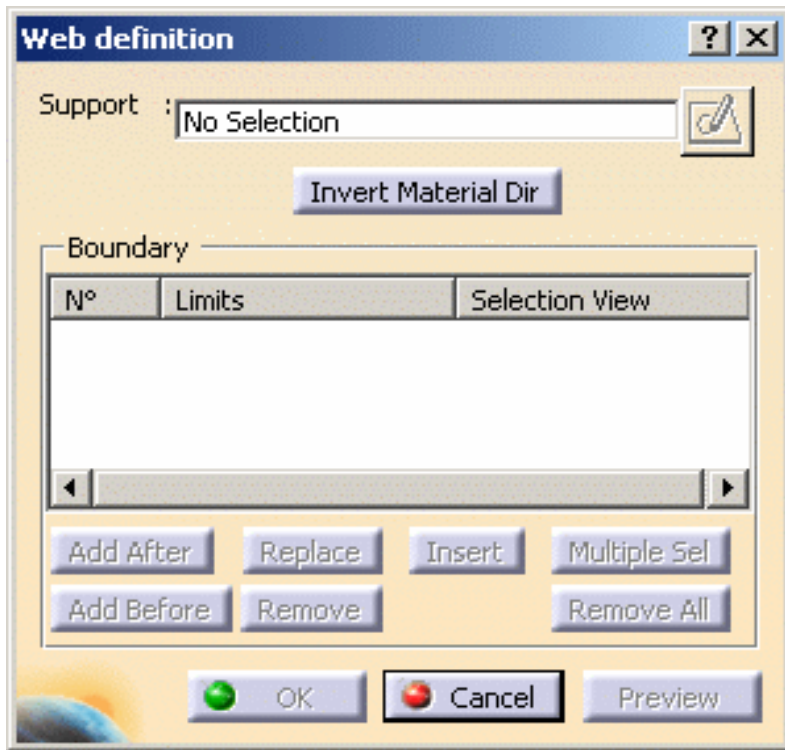 Web definition
Support : No Selection
Invert Material Dir
Boundary
N° Limits Selection View
Add After Replace Insert Multiple Sel
Add Before Remove Remove All
OK Cancel Preview